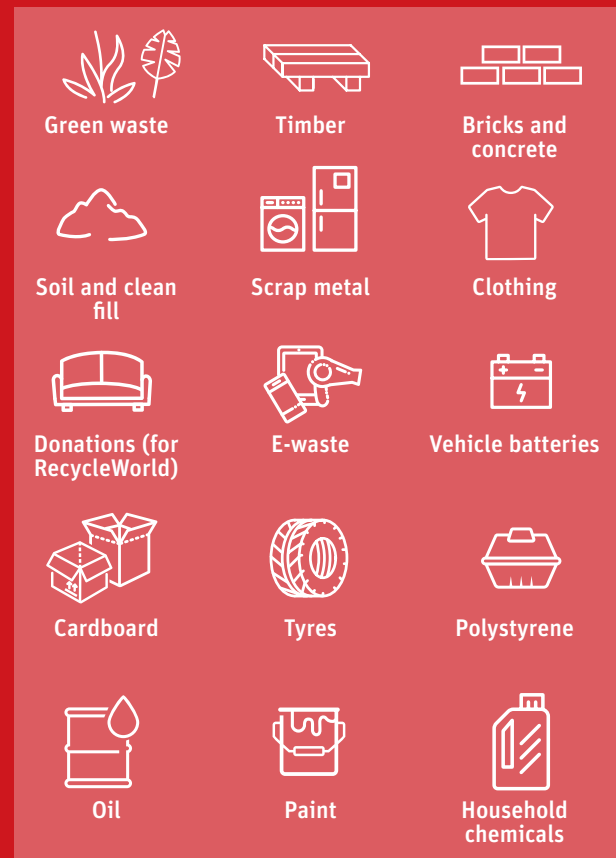 Green waste
Timber
Bricks and
concrete
Soil and clean
fill
Scrap metal
Clothing
Donations (for
RecycleWorld)
E-waste
Vehicle batteries
Cardboard
Tyres
Polystyrene
Oil
Paint
Household
chemicals